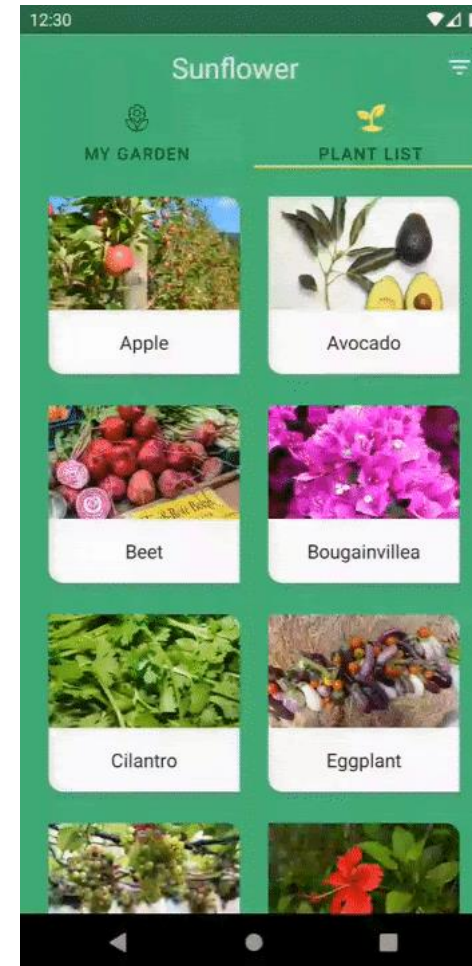 12:30
Sunflower
MY GARDEN
PLANT LIST
Apple
Avocado
Beet
Bougainvillea
Cilantro
Eggplant